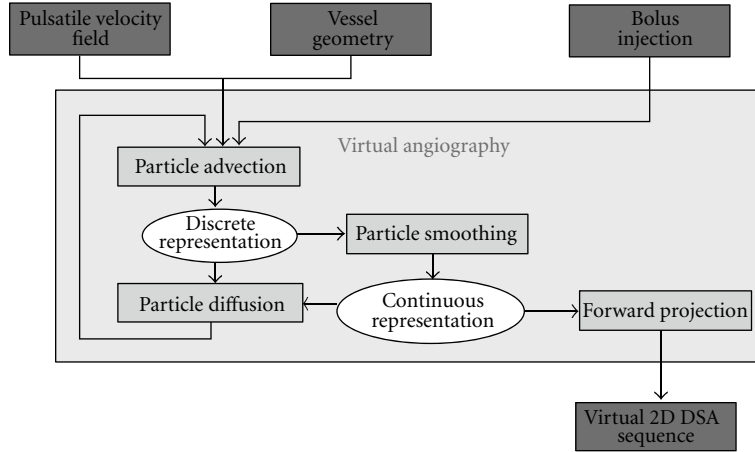 Pulsatile velocity
field
Vessel
geometry
Bolus
injection
Virtual angiography
Particle advection
Discrete
representation
Particle smoothing
Particle diffusion
Continuous
representation
Forward projection
Virtual 2D DSA
sequence